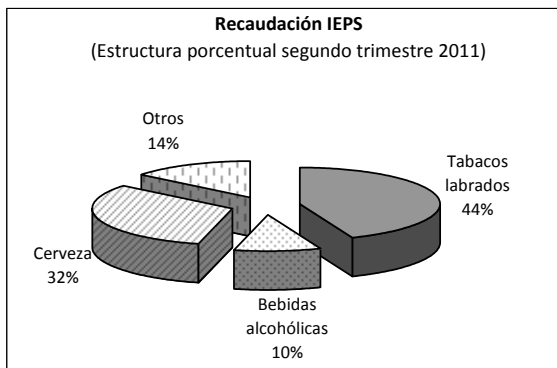 Recaudación IEPS
(Estructura porcentual segundo trimestre 2011)
Otros
14%
Tabacos
labrados
44%
Cerveza
32%
Bebidas
alcohólicas
10%